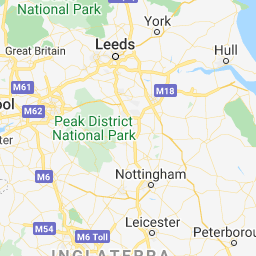 National Park
York
Great Britain
Leeds
Hull
M61
M18
ool
M62
Peak District
National Park
M6
Nottingham
M54
Leicester
M6 Toll
Peterborou
INGLATERRA